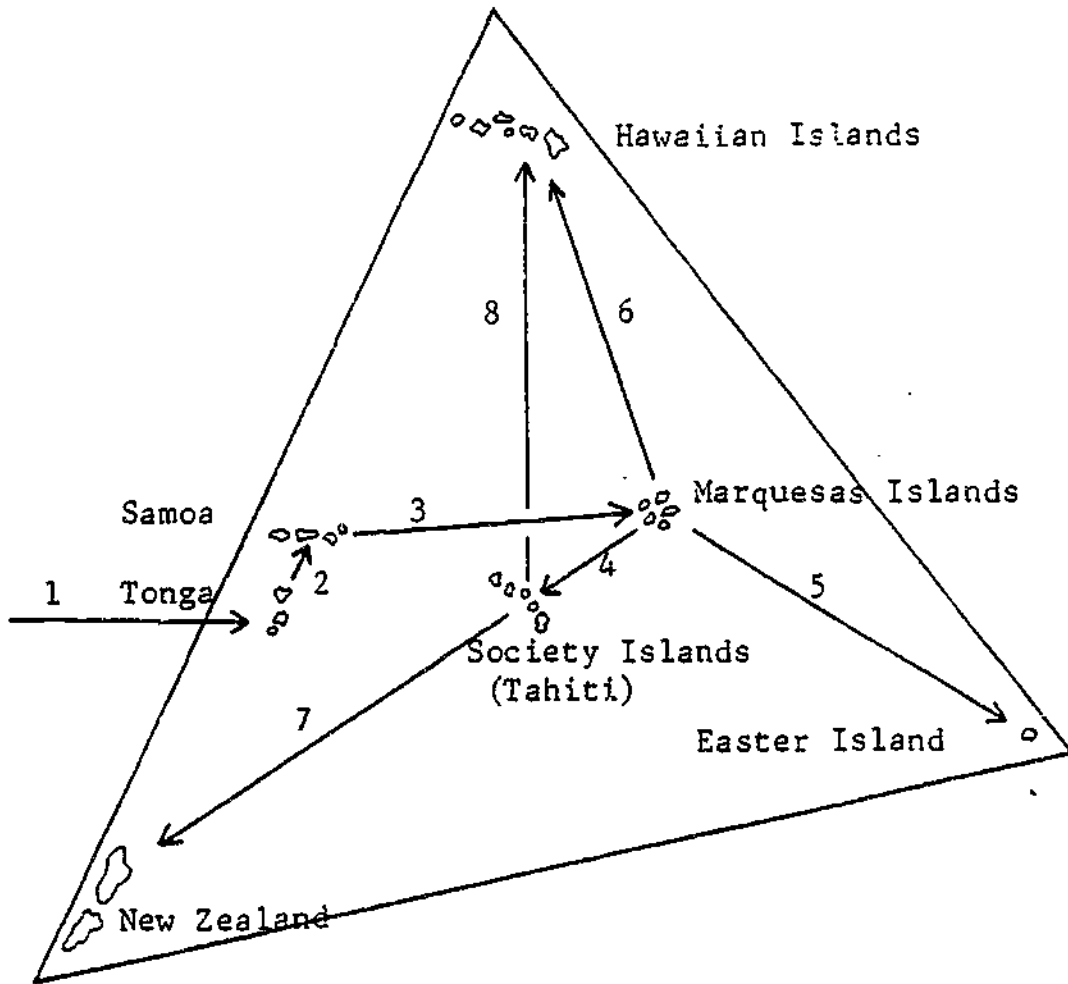 Hawaiian Islands
8
6
Marquesas Islands
Samoa
3
4
5
1
Tonga
2
Society Islands
(Tahiti)
7
Easter Island
New Zealand